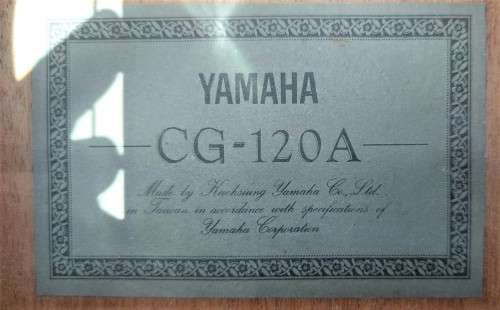 YAMAHA
CG-120A
Made by Kaohsiung Yamaha Co., Ltd.,
in Taiwan in accordance with specifications of
Yamaha Corporation